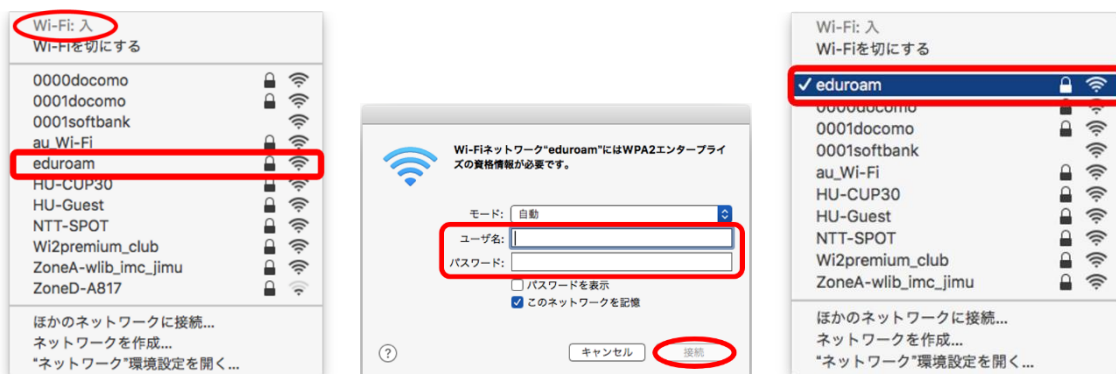 Wi-Fi: 入
Wi-Fiを切にする
0000docomo
0001docomo
0001softbank
au_Wi-Fi
eduroam
HU-CUP30
HU-Guest
NTT-SPOT
Wi2premium_club
ZoneA-wlib_imc_jimu
ZoneD-A817
ほかのネットワークに接続...
ネットワークを作成...
“ネットワーク”環境設定を開く...
Wi-Fiネットワーク“eduroam”にはWPA2エンタープライ
ズの資格情報が必要です。
モード: 自動
ユーザ名:
パスワード:
パスワードを表示
このネットワークを記憶
? キャンセル 接続
Wi-Fi: 入
Wi-Fiを切にする
✓ eduroam
0000docomo
0001docomo
0001softbank
au_Wi-Fi
HU-CUP30
HU-Guest
NTT-SPOT
Wi2premium_club
ZoneA-wlib_imc_jimu
ほかのネットワークに接続...
ネットワークを作成...
“ネットワーク”環境設定を開く...